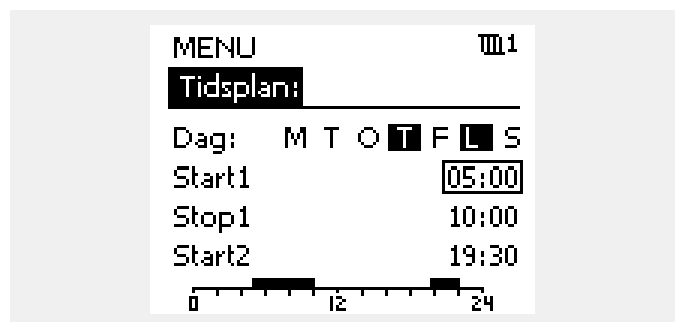 MENU 1
Tidsplan:
Dag: M T O T F L S
Start1 05:00
Stop1 10:00
Start2 19:30
0 12 24